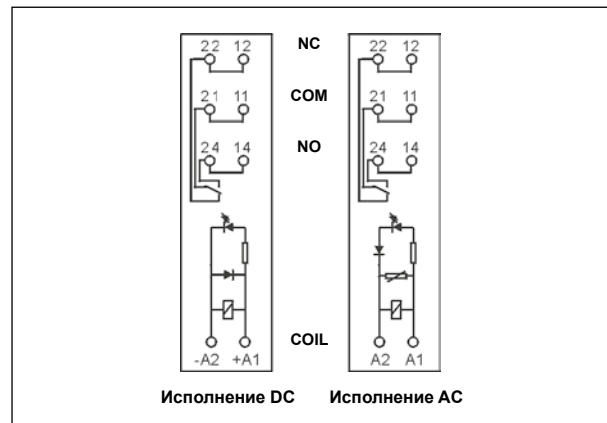 22 12 NC 22 12
21 11 COM 21 11
24 14 NO 24 14
-A2 +A1 COIL A2 A1
Исполнение DC Исполнение AC